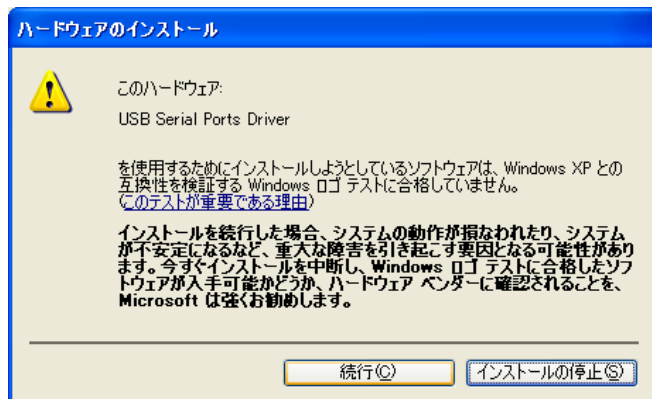 ハードウェアのインストール
このハードウェア:
USB Serial Ports Driver
を使用するためにインストールしようとしているソフトウェアは、Windows XP との
互換性を検証する Windows ロゴ テストに合格していません。
(このテストが重要である理由)
インストールを続行した場合、システムの動作が損なわれたり、システム
が不安定になるなど、重大な障害を引き起こす要因となる可能性があり
ます。今すぐインストールを中断し、Windows ロゴ テストに合格したソフ
トウェアが入手可能かどうか、ハードウェア ベンダーに確認されることを、
Microsoft は強くお勧めします。
続行(C) インストールの停止(S)